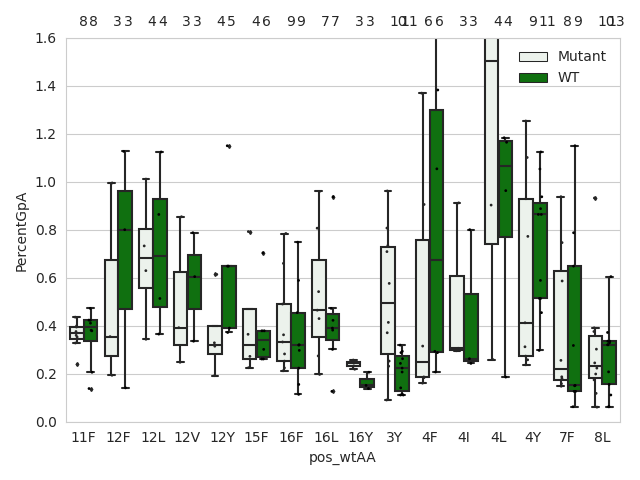 8 8 3 3 4 4 3 3 4 5 4 6 9 9 7 7 3 3 10 11 6 6 3 3 4 4 9 11 8 9 10 13
1.6
Mutant
WT
1.4
1.2
1.0
0.8
0.6
0.4
0.2
0.0
PercentGpA
11F 12F 12L 12V 12Y 15F 16F 16L 16Y 3Y 4F 4I 4L 4Y 7F 8L
pos_wtAA